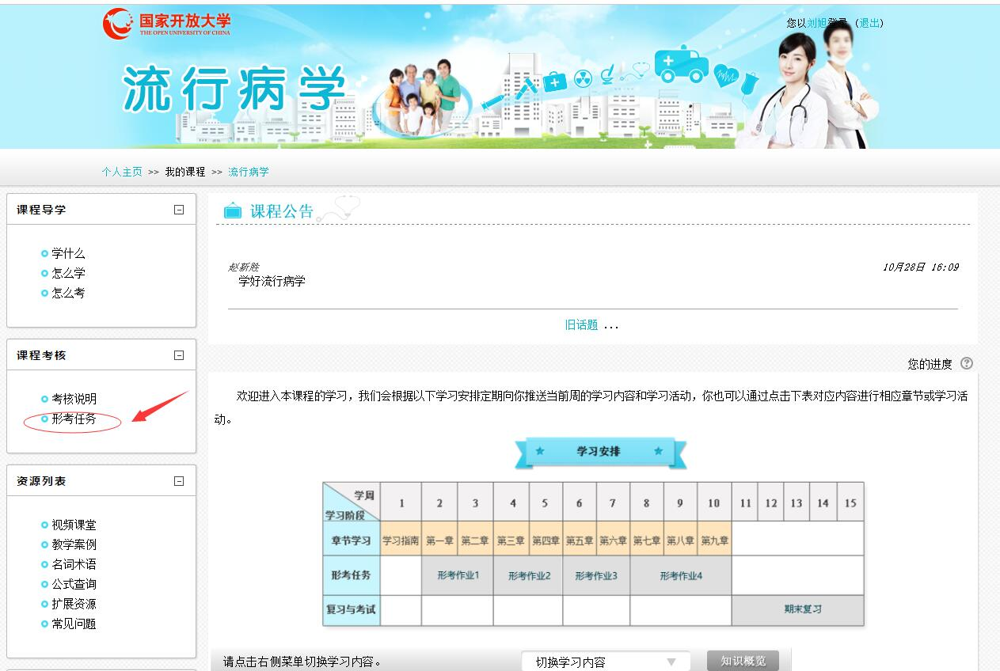 国家开放大学
THE OPEN UNIVERSITY OF CHINA
您以刘旭登录 (退出)
流行病学
个人主页 >> 我的课程 >> 流行病学
课程导学
学什么
怎么学
怎么考
课程考核
考核说明
形考任务
资源列表
视频课堂
教学案例
名词术语
公式查询
扩展资源
常见问题
课程公告
赵新胜 10月28日 16:09
学好流行病学
旧话题 ...
您的进度
欢迎进入本课程的学习，我们会根据以下学习安排定期向你推送当前周的学习内容和学习活动，你也可以通过点击下表对应内容进行相应章节或学习活
动。
学习安排
学周 1 2 3 4 5 6 7 8 9 10 11 12 13 14 15
学习阶段
章节学习 学习指南 第一章 第二章 第三章 第四章 第五章 第六章 第七章 第八章 第九章
形考任务 形考作业1 形考作业2 形考作业3 形考作业4
复习与考试 期末复习
请点击右侧菜单切换学习内容。 切换学习内容 知识概览